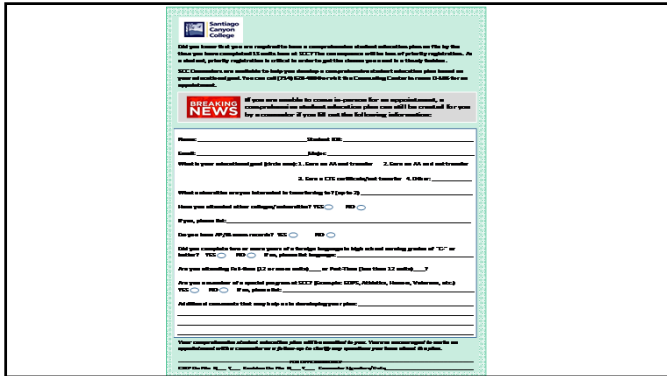 Santiago
Canyon
College
Did you know that you are required to have a comprehensive student education plan on file by the
time you have completed 15 units here at SCC? The consequence will be loss of priority registration. As
a student, priority registration is critical in order to get the classes you need in a timely fashion.
SCC Counselors are available to help you develop a comprehensive student education plan based on
your educational goal. You can call (714) or visit the Counseling Center in room for an
appointment.
BREAKING
NEWS
If you are unable to come in-person for an appointment, a
comprehensive student education plan can still be created for you
by a counselor if you fill out the following information:
Name: Student ID#:
Email: Major:
What is your educational goal (circle one): 1. Earn an AA and transfer 2. Earn an AA not transfer
3. Earn a CTE certificate/not transfer 4. Other:
What universities are you interested in transferring to? (up to 3)
Have you attended other colleges/universities? YES NO
If yes, please list:
Do you have AP/IB scores records? YES NO
Did you complete two or more years of a foreign language in high school earning grades of "C-" or
better? YES NO If so, please list language:
Are you attending Full-time (12 or more units)____ or Part-Time (less than 12 units)____?
Are you a member of a special program at SCC? (Example: EOPS, Athletics, Honors, Veterans, etc.)
YES NO If so, please list:
Additional comments that may help us in developing your plan:
Your comprehensive student education plan will be emailed to you. You are encouraged to make an
appointment with a counselor as a follow-up to clarify any questions you have about the plan.
FOR OFFICE USE ONLY